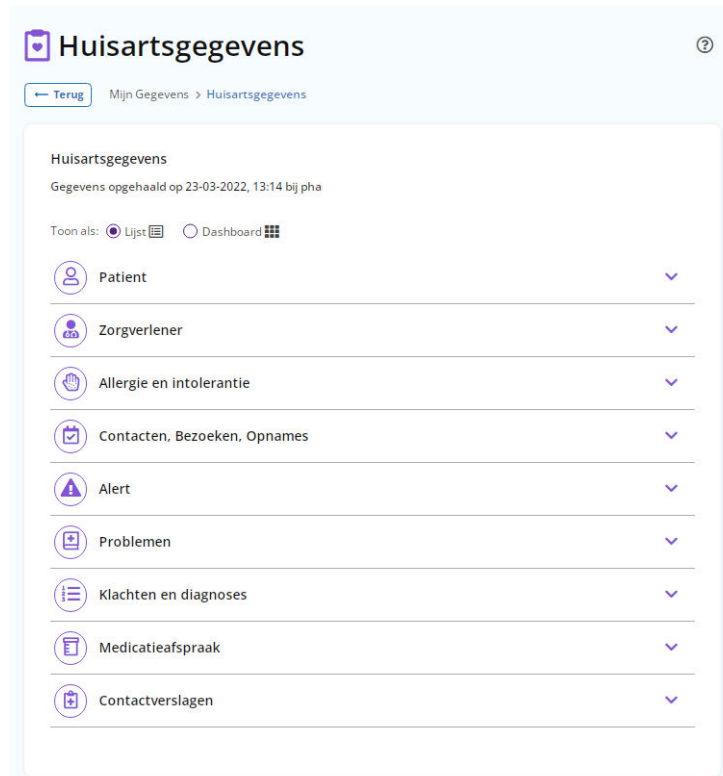 Huisartsgegevens
← Terug Mijn Gegevens > Huisartsgegevens
Huisartsgegevens
Gegevens opgehaald op 23-03-2022, 13:14 bij pha
Toon als: Lijst Dashboard
Patient
Zorgverlener
Allergie en intolerantie
Contacten, Bezoeken, Opnames
Alert
Problemen
Klachten en diagnoses
Medicatieafspraak
Contactverslagen